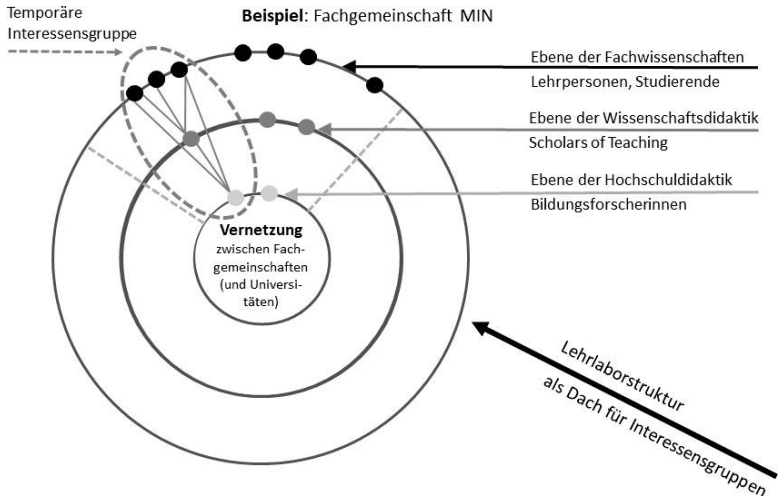 Temporäre
Interessensgruppe
Beispiel: Fachgemeinschaft MIN
Ebene der Fachwissenschaften
Lehrpersonen, Studierende
Ebene der Wissenschaftsdidaktik
Scholars of Teaching
Ebene der Hochschuldidaktik
Bildungsforscherinnen
Vernetzung
zwischen Fach-
gemeinschaften
(und Universi-
täten)
Lehrlaborstruktur
als Dach für Interessengruppen